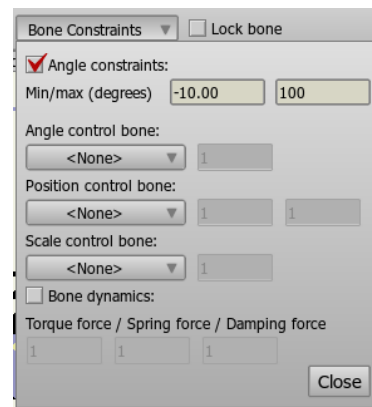 Bone Constraints Lock bone
Angle constraints:
Min/max (degrees) -10.00 100
Angle control bone:
<None> 1
Position control bone:
<None> 1 1
Scale control bone:
<None> 1
Bone dynamics:
Torque force / Spring force / Damping force
1 1 1
Close